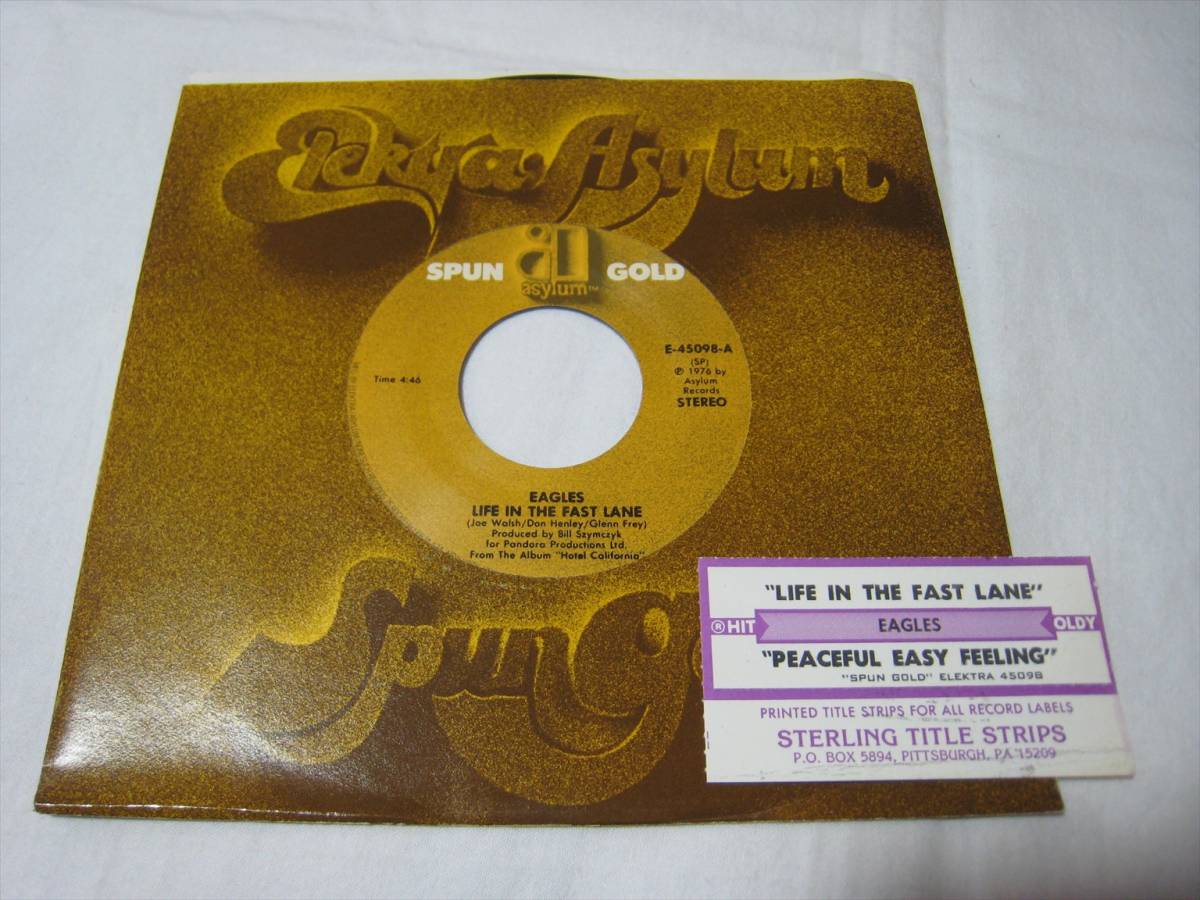 Elektra Asylum
SPUN GOLD
asylum™
E-45098-A
(SP)
℗ 1976 by
Asylum
Records
STEREO
Time 4:46
EAGLES
LIFE IN THE FAST LANE
(Joe Walsh/Don Henley/Glenn Frey)
Produced by Bill Szymczyk
for Pandora Productions Ltd.
From The Album "Hotel California"
Spun
"LIFE IN THE FAST LANE"
® HIT EAGLES OLDY
"PEACEFUL EASY FEELING"
"SPUN GOLD" ELEKTRA 45098
PRINTED TITLE STRIPS FOR ALL RECORD LABELS
STERLING TITLE STRIPS
P.O. BOX 5894, PITTSBURGH, PA 15209